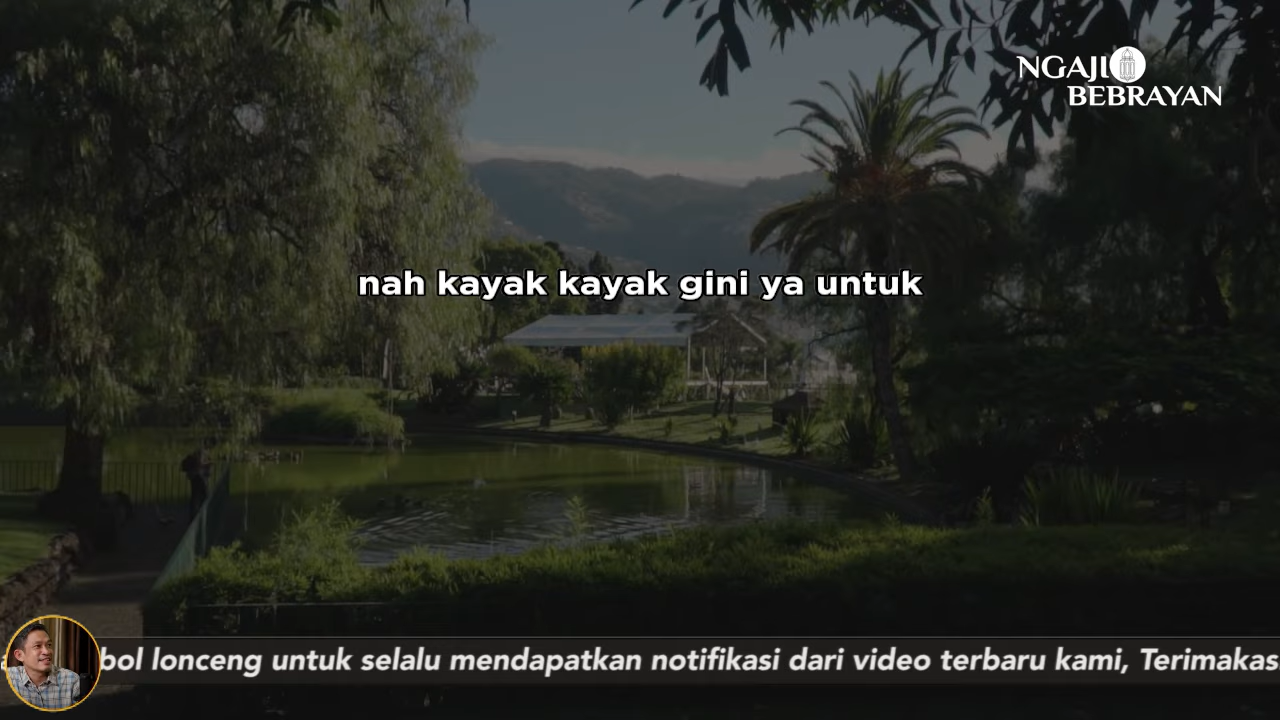 NGAJI
BEBRAYAN
nah kayak kayak gini ya untuk
bol lonceng untuk selalu mendapatkan notifikasi dari video terbaru kami, Terimakas